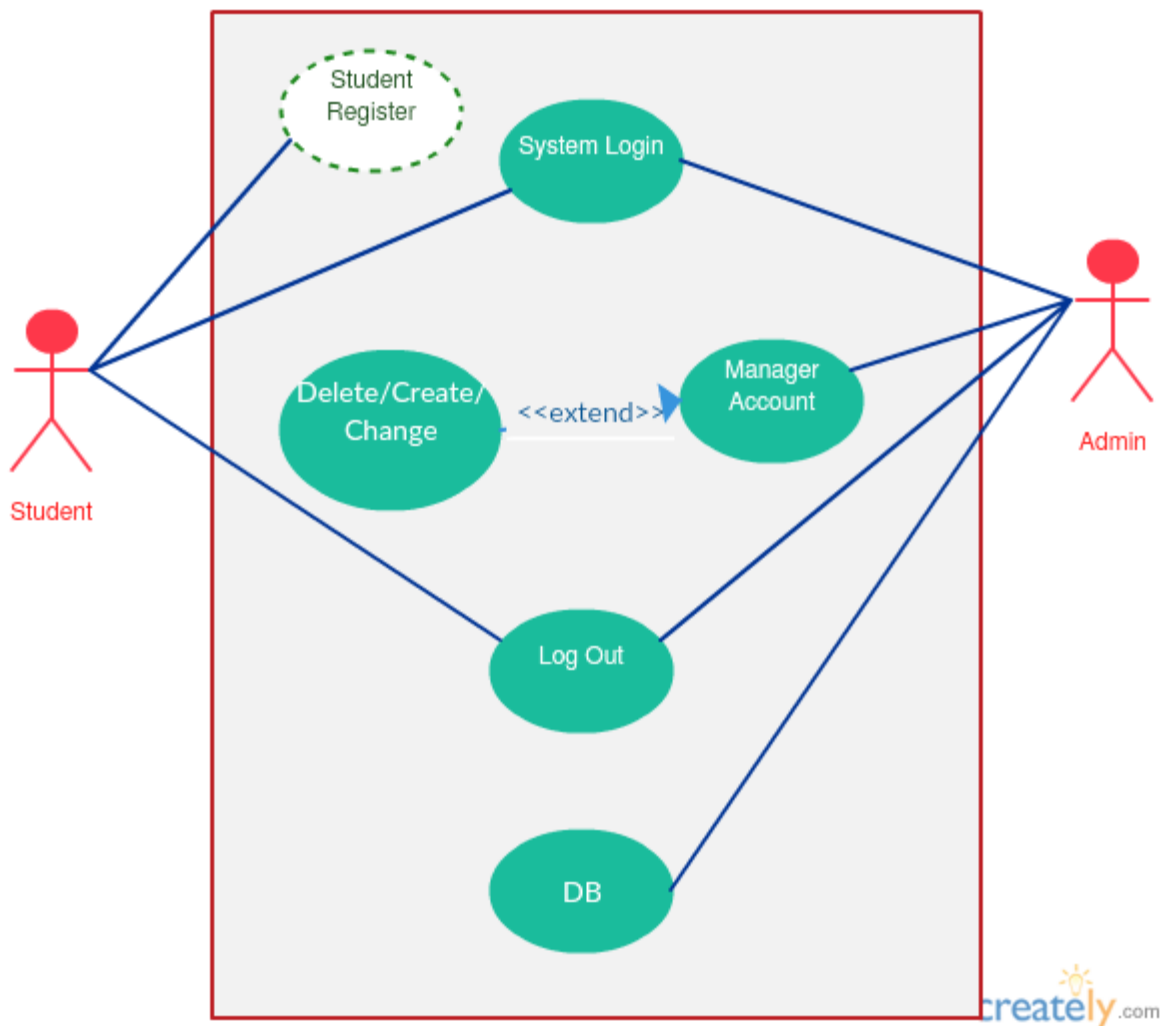 Student
Register
System Login
Delete/Create/
Change
<<extend>>
Manager
Account
Admin
Student
Log Out
DB
creately.com